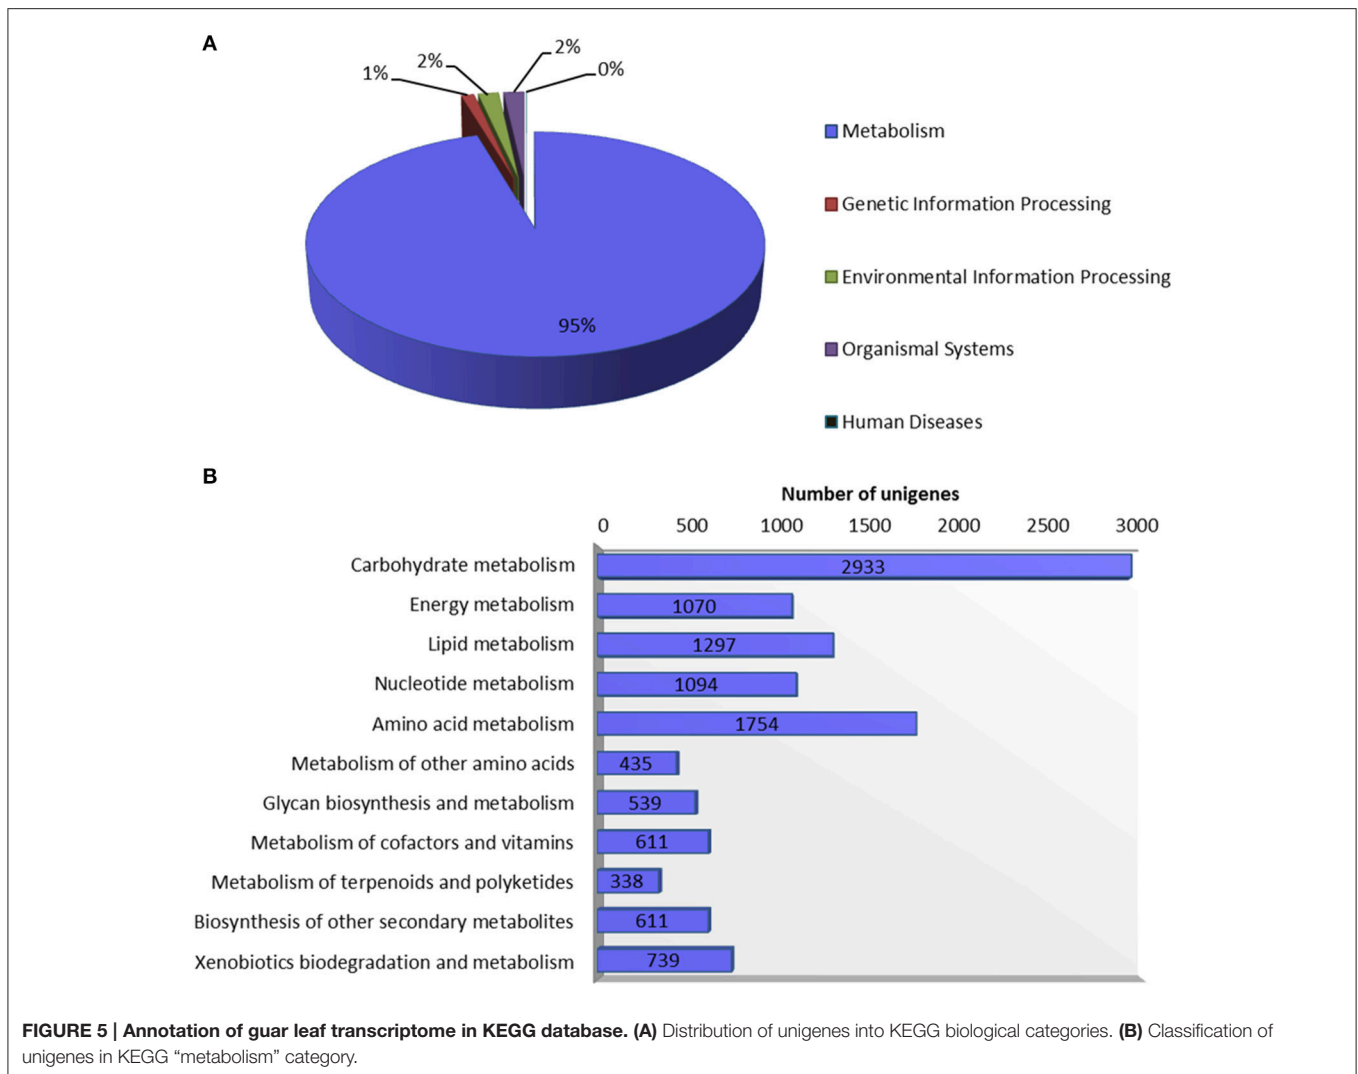 A
1%
2%
2%
0%
95%
Metabolism
Genetic Information Processing
Environmental Information Processing
Organismal Systems
Human Diseases
B
Number of unigenes
0 500 1000 1500 2000 2500 3000
Carbohydrate metabolism 2933
Energy metabolism 1070
Lipid metabolism 1297
Nucleotide metabolism 1094
Amino acid metabolism 1754
Metabolism of other amino acids 435
Glycan biosynthesis and metabolism 539
Metabolism of cofactors and vitamins 611
Metabolism of terpenoids and polyketides 338
Biosynthesis of other secondary metabolites 611
Xenobiotics biodegradation and metabolism 739
FIGURE 5 | Annotation of guar leaf transcriptome in KEGG database. (A) Distribution of unigenes into KEGG biological categories. (B) Classification of
unigenes in KEGG “metabolism” category.